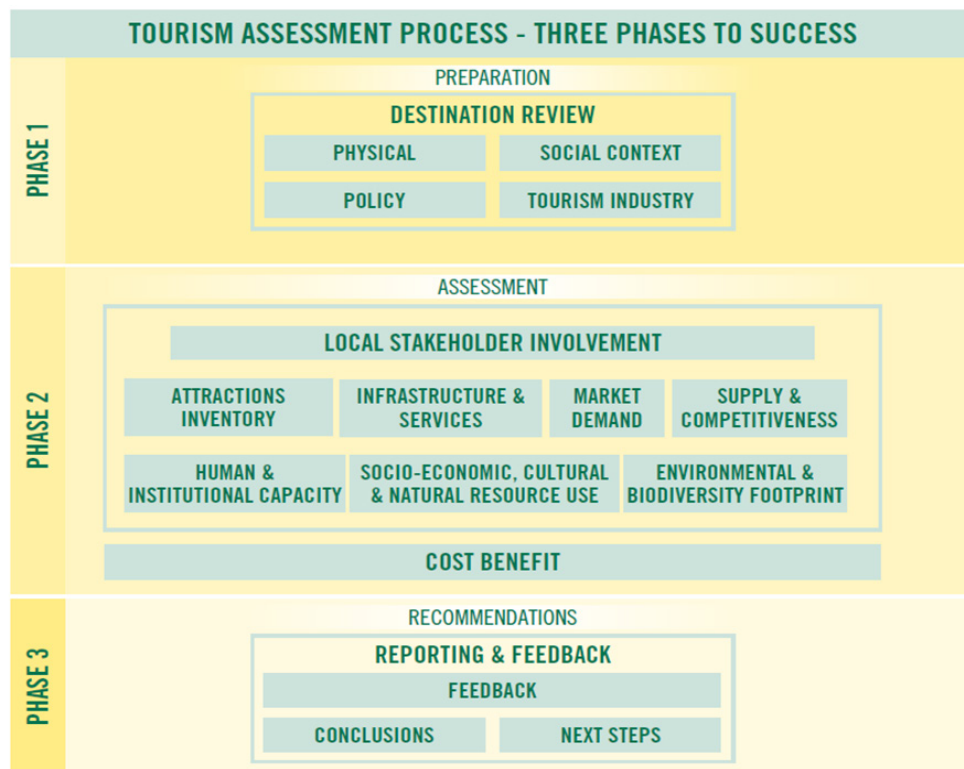 TOURISM ASSESSMENT PROCESS - THREE PHASES TO SUCCESS
PHASE 1
PREPARATION
DESTINATION REVIEW
PHYSICAL
SOCIAL CONTEXT
POLICY
TOURISM INDUSTRY
PHASE 2
ASSESSMENT
LOCAL STAKEHOLDER INVOLVEMENT
ATTRACTIONS
INVENTORY
INFRASTRUCTURE &
SERVICES
MARKET
DEMAND
SUPPLY &
COMPETITIVENESS
HUMAN &
INSTITUTIONAL CAPACITY
SOCIO-ECONOMIC, CULTURAL
& NATURAL RESOURCE USE
ENVIRONMENTAL &
BIODIVERSITY FOOTPRINT
COST BENEFIT
PHASE 3
RECOMMENDATIONS
REPORTING & FEEDBACK
FEEDBACK
CONCLUSIONS
NEXT STEPS